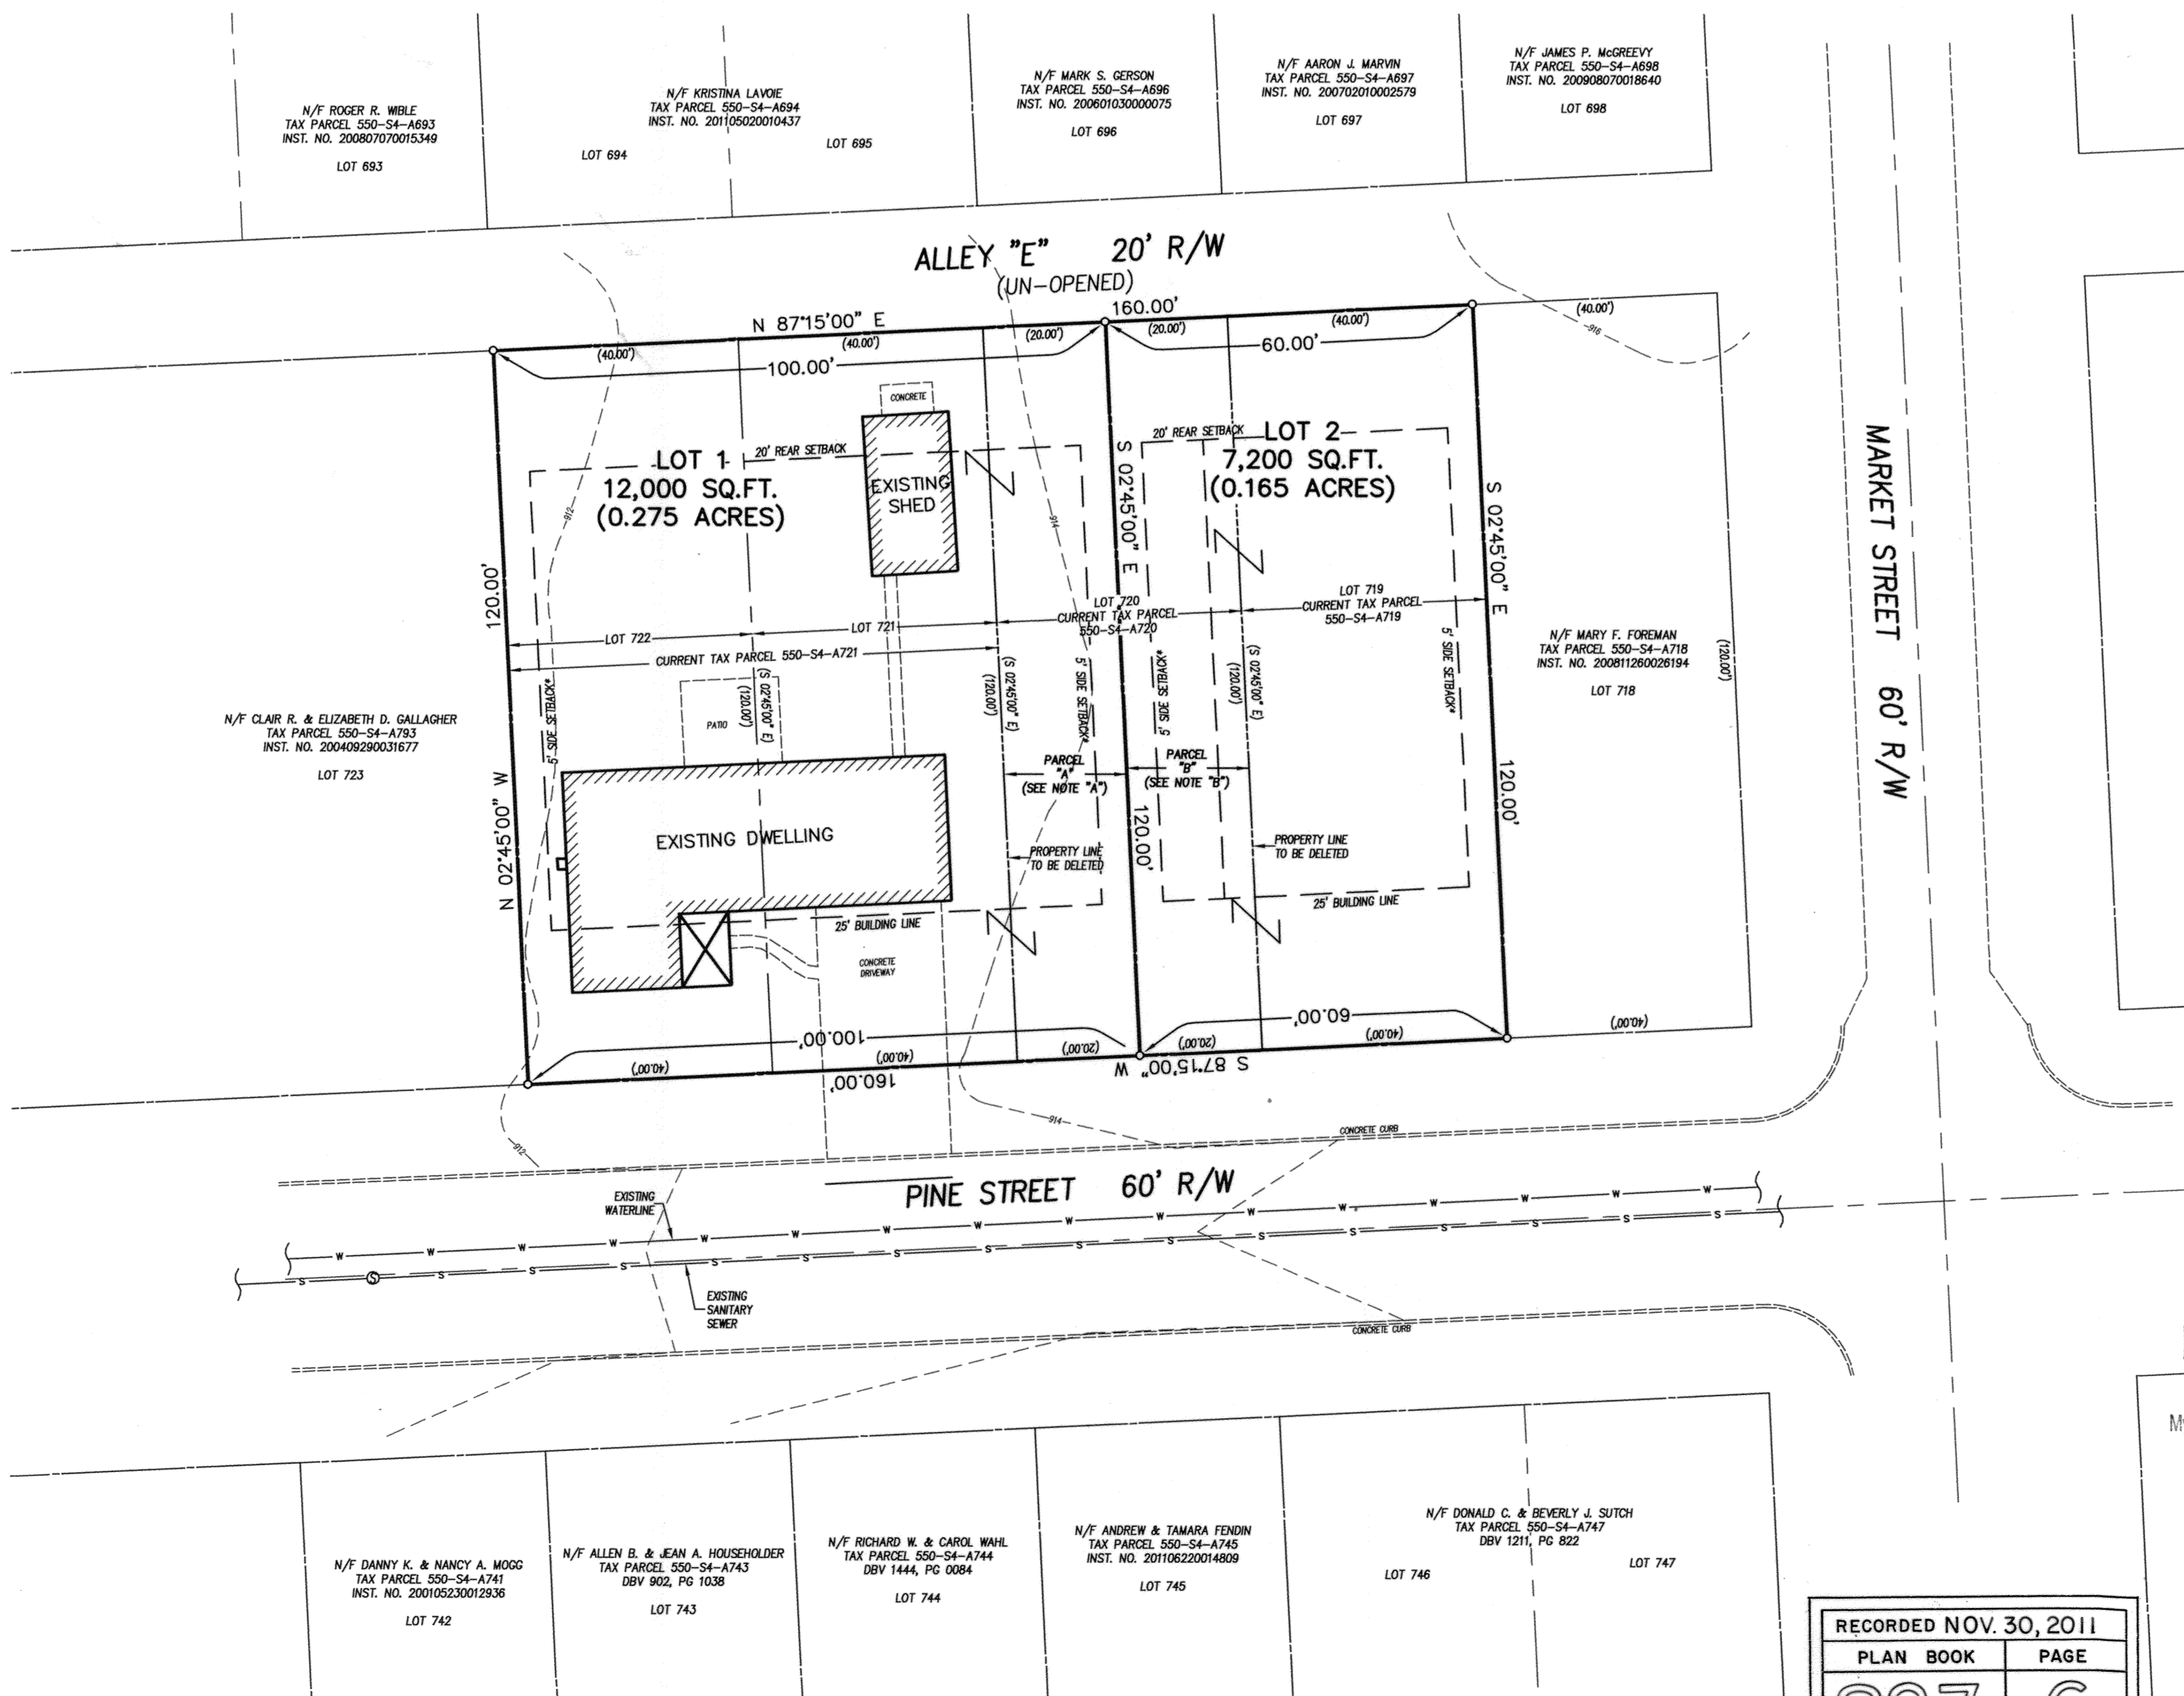 N/F ROGER R. WIBLE
TAX PARCEL 550-S4-A693
INST. NO. 200807070015349
LOT 693
N/F KRISTINA LAVOIE
TAX PARCEL 550-S4-A694
INST. NO. 201105020010437
LOT 694
LOT 695
N/F MARK S. GERSON
TAX PARCEL 550-S4-A696
INST. NO. 200601030000075
LOT 696
N/F AARON J. MARVIN
TAX PARCEL 550-S4-A697
INST. NO. 200702010002579
LOT 697
N/F JAMES P. McGREEVY
TAX PARCEL 550-S4-A698
INST. NO. 200908070018640
LOT 698
ALLEY "E" 20' R/W
(UN-OPENED)
N 87°15'00" E
160.00'
(40.00')
(40.00')
(20.00')
(20.00')
(40.00')
(40.00')
100.00'
60.00'
916
CONCRETE
20' REAR SETBACK
LOT 1
12,000 SQ.FT.
(0.275 ACRES)
EXISTING
SHED
912
914
20' REAR SETBACK
LOT 2
7,200 SQ.FT.
(0.165 ACRES)
S 02°45'00" E
S 02°45'00" E
120.00'
N 02°45'00" W
LOT 722
LOT 721
LOT 720
CURRENT TAX PARCEL
550-S4-A720
LOT 719
CURRENT TAX PARCEL
550-S4-A719
CURRENT TAX PARCEL 550-S4-A721
(S 02°45'00" E)
(120.00')
(S 02°45'00" E)
(120.00')
(S 02°45'00" E)
(120.00')
5' SIDE SETBACK*
5' SIDE SETBACK*
5' SIDE SETBACK*
5' SIDE SETBACK*
PATIO
N/F MARY F. FOREMAN
TAX PARCEL 550-S4-A718
INST. NO. 200811260026194
LOT 718
(120.00')
MARKET STREET 60' R/W
N/F CLAIR R. & ELIZABETH D. GALLAGHER
TAX PARCEL 550-S4-A793
INST. NO. 200409290031677
LOT 723
PARCEL
"A"
(SEE NOTE "A")
PARCEL
"B"
(SEE NOTE "B")
120.00'
120.00'
EXISTING DWELLING
PROPERTY LINE
TO BE DELETED
PROPERTY LINE
TO BE DELETED
25' BUILDING LINE
25' BUILDING LINE
CONCRETE
DRIVEWAY
100.00'
60.00'
(40.00')
(40.00')
(20.00')
(20.00')
(40.00')
(40.00')
160.00'
S 87°15'00" W
912
914
CONCRETE CURB
PINE STREET 60' R/W
EXISTING
WATERLINE
W W W W W W W W W W W W W W W W
S S S S S S S S S S S S S S S S S
EXISTING
SANITARY
SEWER
CONCRETE CURB
N/F DANNY K. & NANCY A. MOGG
TAX PARCEL 550-S4-A741
INST. NO. 200105230012936
LOT 742
N/F ALLEN B. & JEAN A. HOUSEHOLDER
TAX PARCEL 550-S4-A743
DBV 902, PG 1038
LOT 743
N/F RICHARD W. & CAROL WAHL
TAX PARCEL 550-S4-A744
DBV 1444, PG 0084
LOT 744
N/F ANDREW & TAMARA FENDIN
TAX PARCEL 550-S4-A745
INST. NO. 201106220014809
LOT 745
N/F DONALD C. & BEVERLY J. SUTCH
TAX PARCEL 550-S4-A747
DBV 1211, PG 822
LOT 746
LOT 747
RECORDED NOV. 30, 2011
PLAN BOOK PAGE